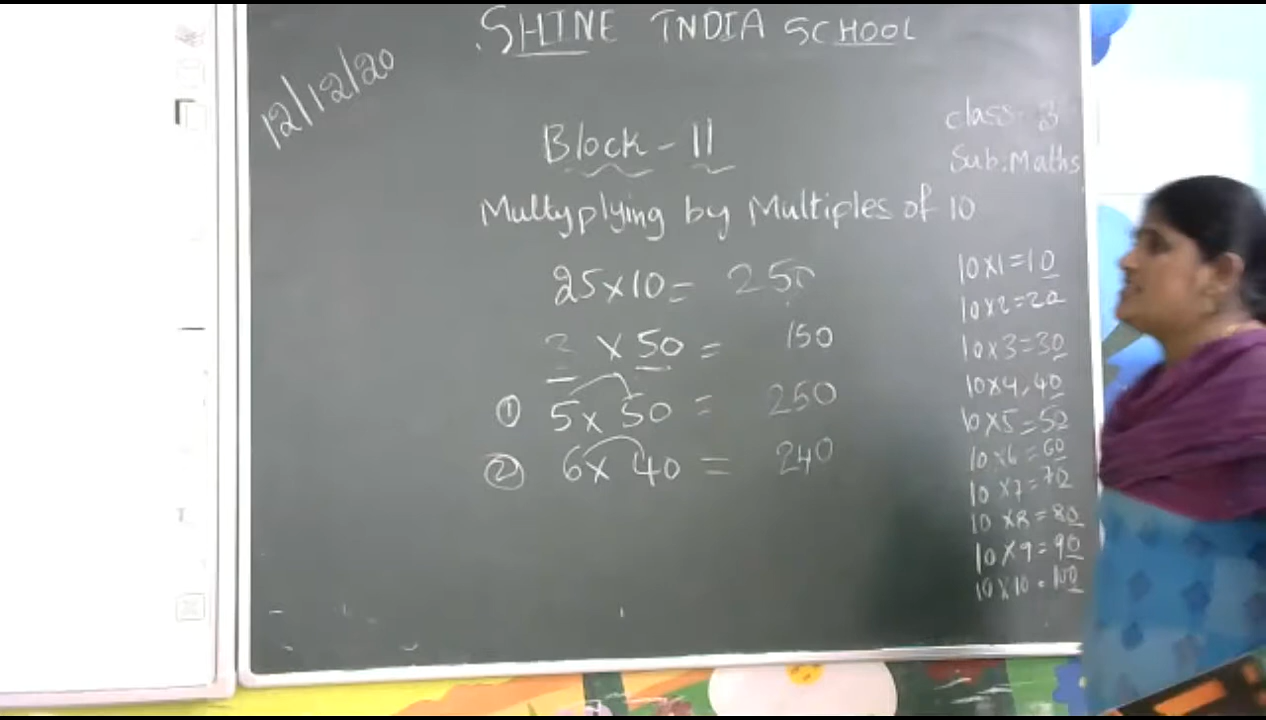 SHINE INDIA SCHOOL
12/12/20
class - 3
Sub: Maths
Block - 11
Multyplying by Multiples of 10
25x10= 250
3 x 50 = 150
① 5x 50 = 250
② 6x 40 = 240
10x1=10
10x2=20
10x3=30
10x4, 40
10x5=50
10x6=60
10x7=70
10x8=80
10x9=90
10x10=100